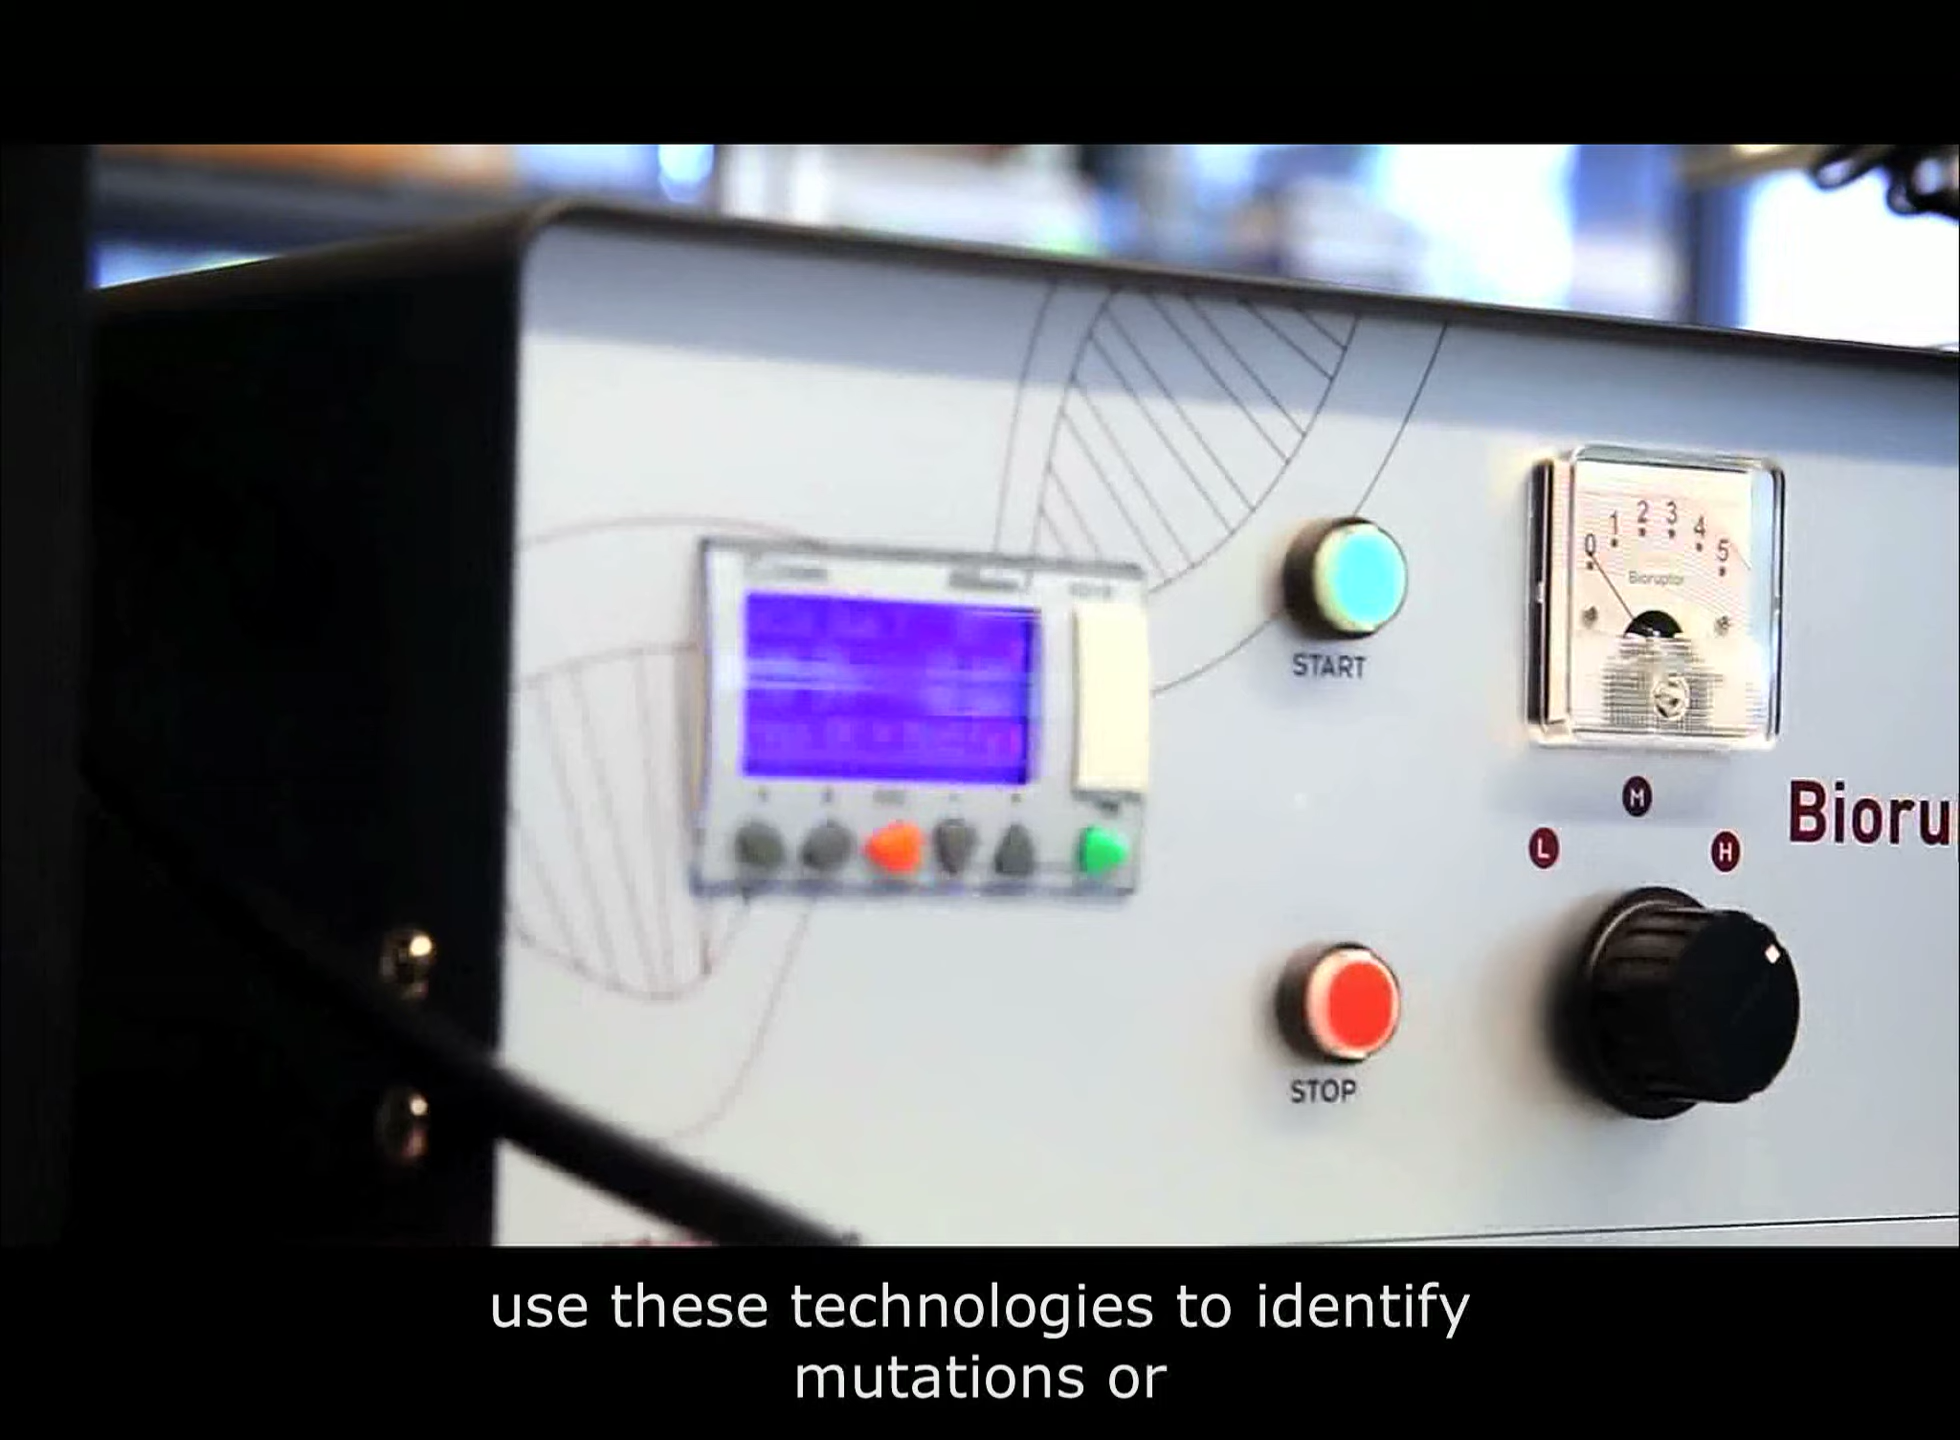 START
0 1 2 3 4 5
Bioruptor
M
L
H
Bioru
STOP
use these technologies to identify
mutations or